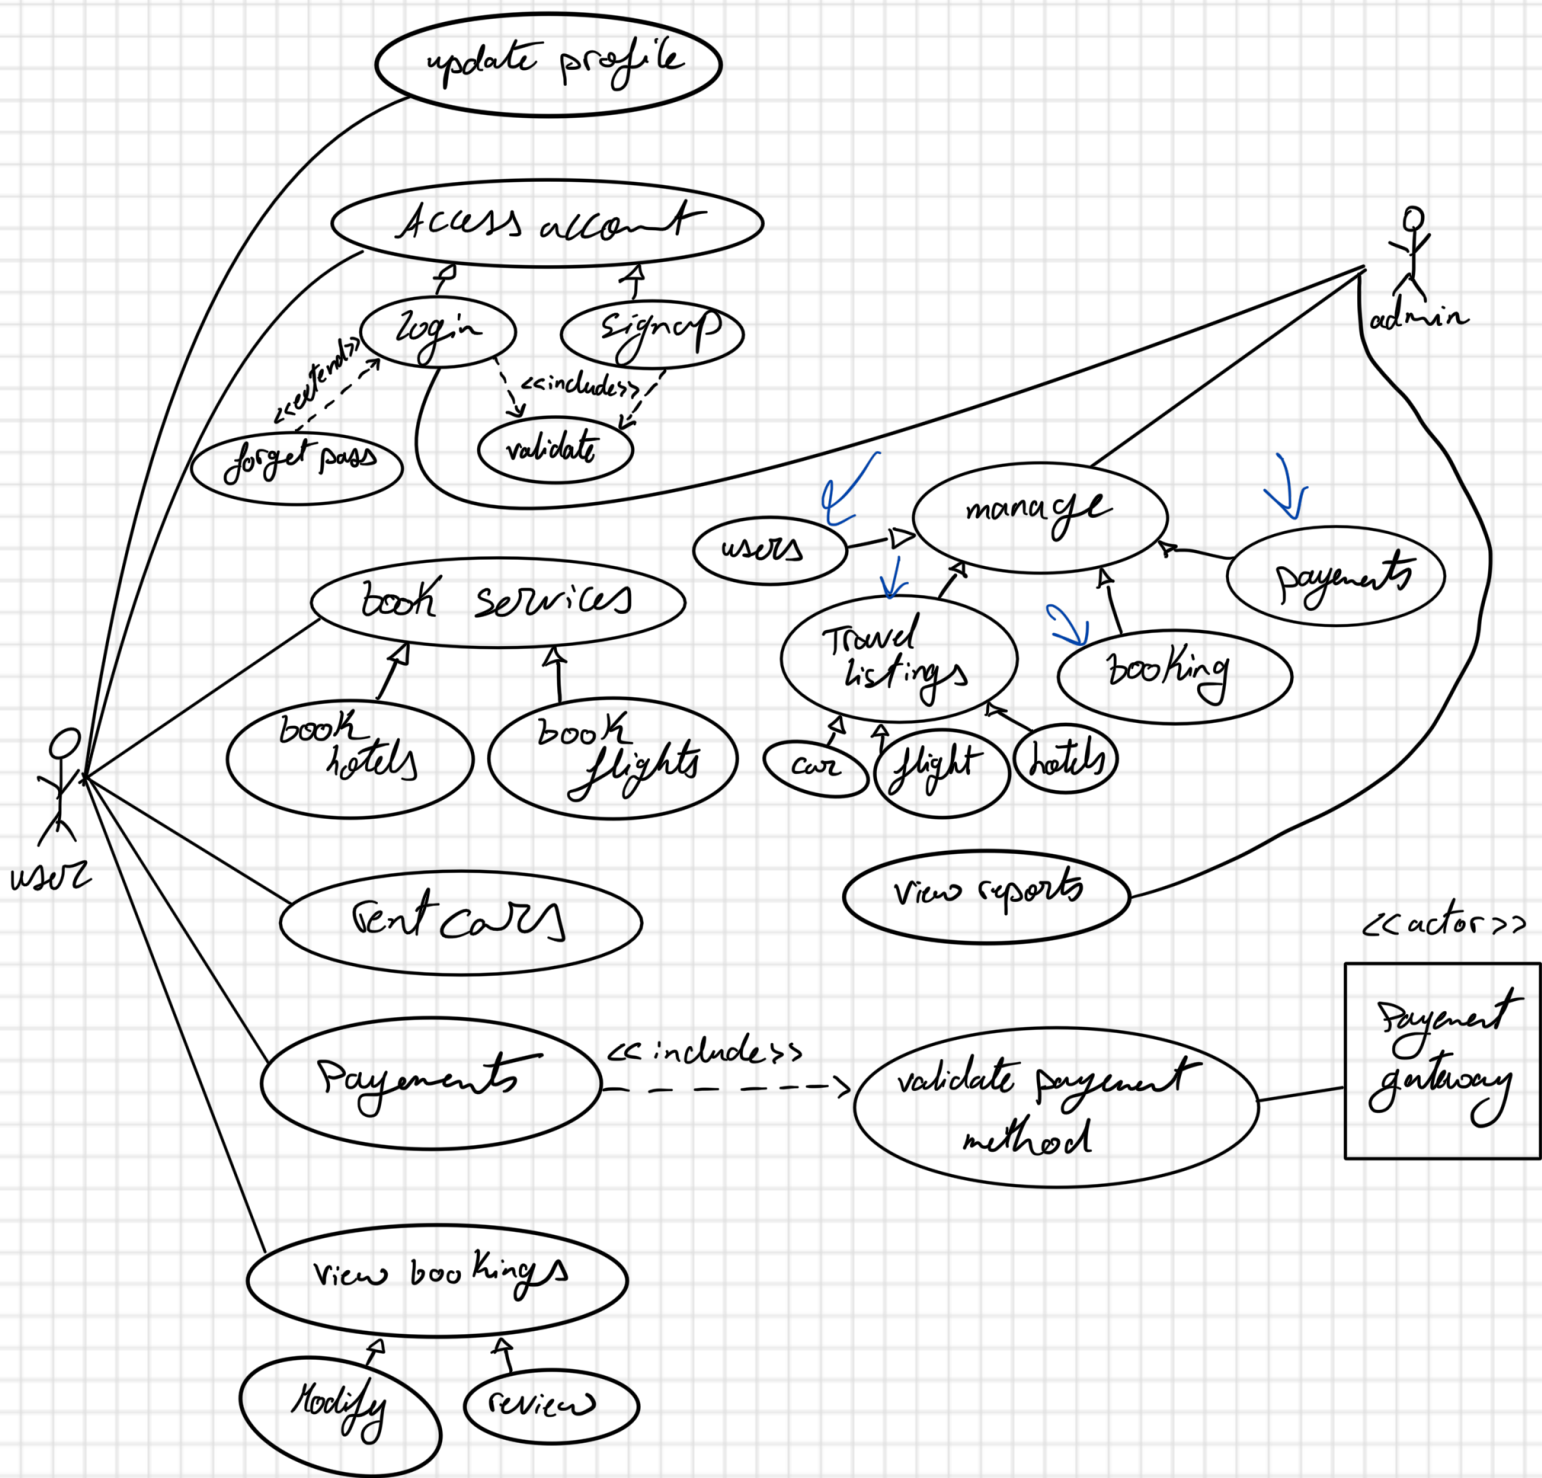 update profile
Access account
login
signup
<<extend>>
<<include>>
forget pass
validate
admin
manage
users
payements
Travel
listings
booking
book services
book
hotels
book
flights
car
flight
hotels
user
rent cars
view reports
<<actor>>
Payement
gateway
Payements
<<include>>
validate payement
method
view bookings
Modify
review